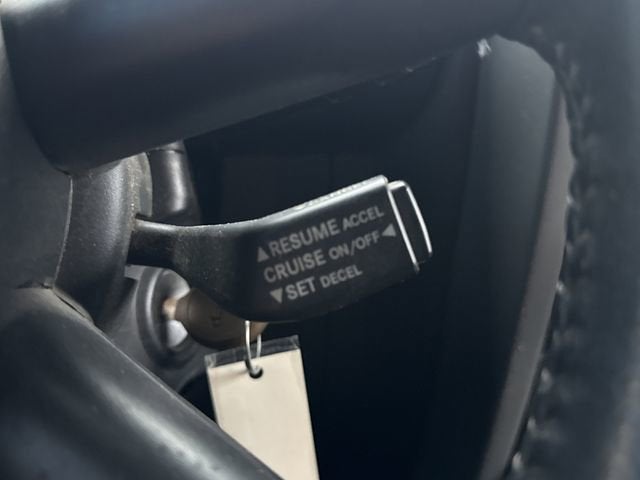 ▲RESUME ACCEL
CRUISE ON/OFF◀
▼SET DECEL